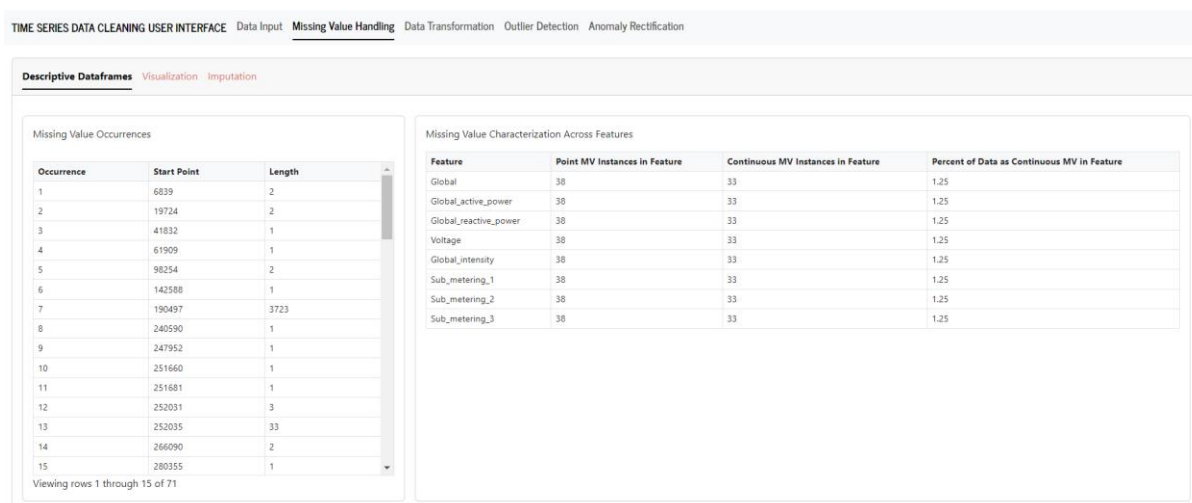 TIME SERIES DATA CLEANING USER INTERFACE Data Input Missing Value Handling Data Transformation Outlier Detection Anomaly Rectification
Descriptive Dataframes Visualization Imputation
Missing Value Occurrences
Occurrence Start Point Length
1 6839 2
2 19724 2
3 41832 1
4 61909 1
5 98254 2
6 142588 1
7 190497 3723
8 240590 1
9 247952 1
10 251660 1
11 251681 1
12 252031 3
13 252035 33
14 266090 2
15 280355 1
Viewing rows 1 through 15 of 71
Missing Value Characterization Across Features
Feature Point MV Instances in Feature Continuous MV Instances in Feature Percent of Data as Continuous MV in Feature
Global 38 33 1.25
Global_active_power 38 33 1.25
Global_reactive_power 38 33 1.25
Voltage 38 33 1.25
Global_intensity 38 33 1.25
Sub_metering_1 38 33 1.25
Sub_metering_2 38 33 1.25
Sub_metering_3 38 33 1.25